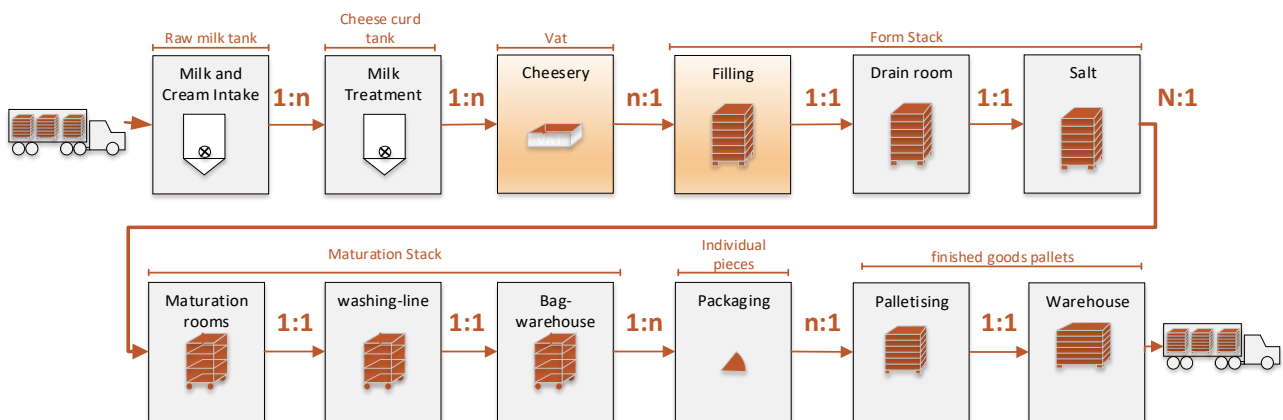 Raw milk tank
Cheese curd
tank
Vat
Form Stack
Milk and
Cream Intake
1:n
Milk
Treatment
1:n
Cheesery
VAT
n:1
Filling
1:1
Drain room
1:1
Salt
N:1
Maturation Stack
Individual
pieces
finished goods pallets
Maturation
rooms
1:1
washing-line
1:1
Bag-
warehouse
1:n
Packaging
n:1
Palletising
1:1
Warehouse